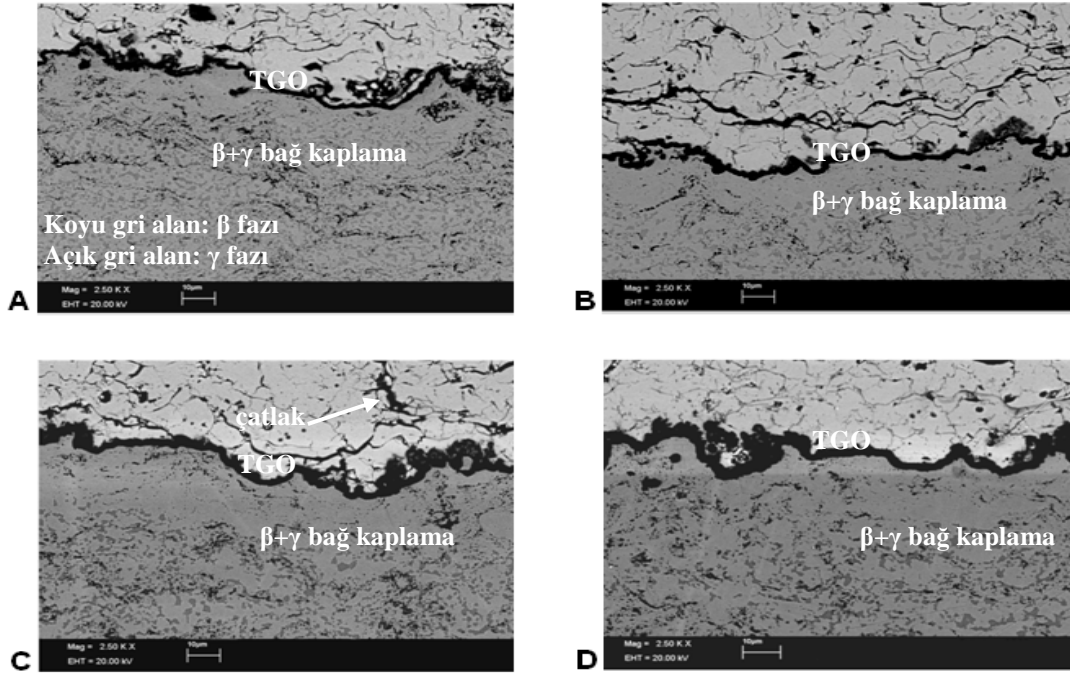 TGO
β+γ bağ kaplama
Koyu gri alan: β fazı
Açık gri alan: γ fazı
Mag = 2.50 K X
EHT = 20.00 kV
10µm
A
TGO
β+γ bağ kaplama
Mag = 2.50 K X
EHT = 20.00 kV
10µm
B
çatlak
TGO
β+γ bağ kaplama
Mag = 2.50 K X
EHT = 20.00 kV
10µm
C
TGO
β+γ bağ kaplama
Mag = 2.50 K X
EHT = 20.00 kV
10µm
D